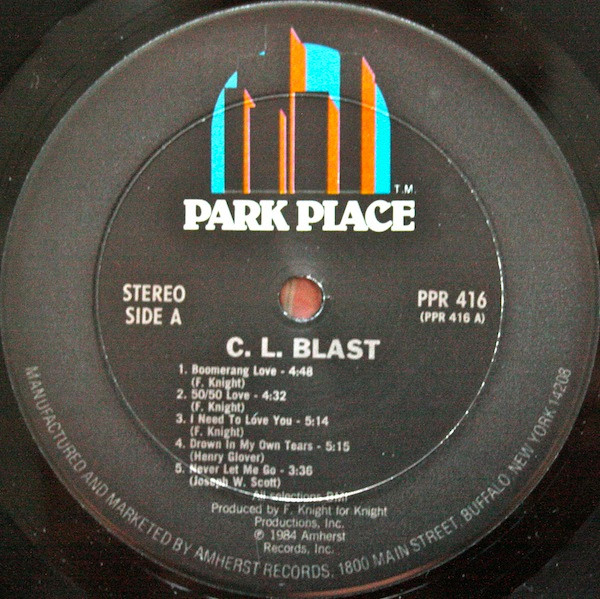 T.M.
PARK PLACE
STEREO
SIDE A
PPR 416
(PPR 416 A)
C. L. BLAST
1. Boomerang Love - 4:48
(F. Knight)
2. 50/50 Love - 4:32
(F. Knight)
3. I Need To Love You - 5:14
(F. Knight)
4. Drown In My Own Tears - 5:15
(Henry Glover)
5. Never Let Me Go - 3:36
(Joseph W. Scott)
All selections BMI
Produced by F. Knight for Knight
Productions, Inc.
℗ 1984 Amherst
Records, Inc.
MANUFACTURED AND MARKETED BY AMHERST RECORDS, 1800 MAIN STREET, BUFFALO, NEW YORK 14208